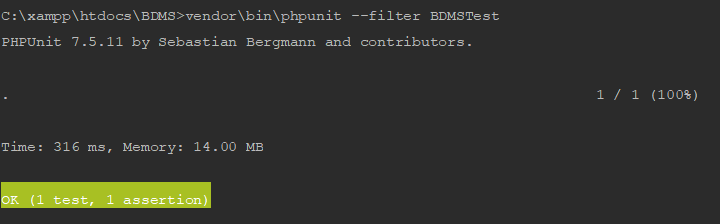 C:\xampp\htdocs\BDMS>vendor\bin\phpunit --filter BDMSTest
PHPUnit 7.5.11 by Sebastian Bergmann and contributors.
. 1 / 1 (100%)
Time: 316 ms, Memory: 14.00 MB
OK (1 test, 1 assertion)